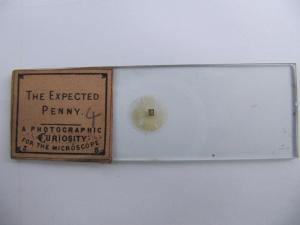 THE EXPECTED
PENNY. 4
A PHOTOGRAPHIC
CURIOSITY
FOR THE MICROSCOPE